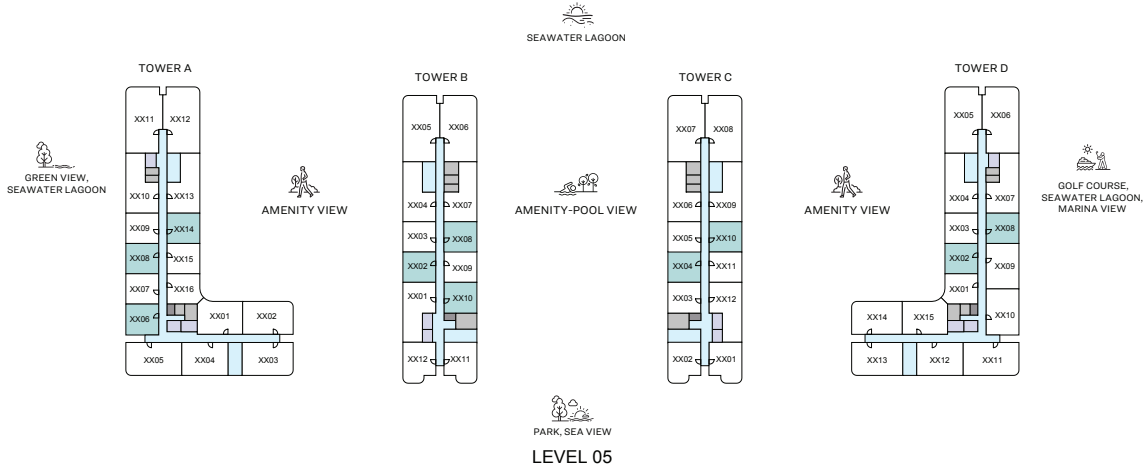 SEAWATER LAGOON
TOWER A
TOWER B
TOWER C
TOWER D
GREEN VIEW,
SEAWATER LAGOON
AMENITY VIEW
AMENITY-POOL VIEW
AMENITY VIEW
GOLF COURSE,
SEAWATER LAGOON,
MARINA VIEW
XX11 XX12
XX10 XX13
XX09 XX14
XX08 XX15
XX07 XX16
XX06 XX01 XX02
XX05 XX04 XX03
XX05 XX06
XX04 XX07
XX03 XX08
XX02 XX09
XX01 XX10
XX12 XX11
XX07 XX08
XX06 XX09
XX05 XX10
XX04 XX11
XX03 XX12
XX02 XX01
XX05 XX06
XX04 XX07
XX03 XX08
XX02 XX09
XX01
XX14 XX15 XX10
XX13 XX12 XX11
PARK, SEA VIEW
LEVEL 05